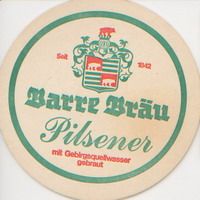 Seit 1842
Barre Bräu
Pilsener
mit Gebirgsquellwasser
gebraut